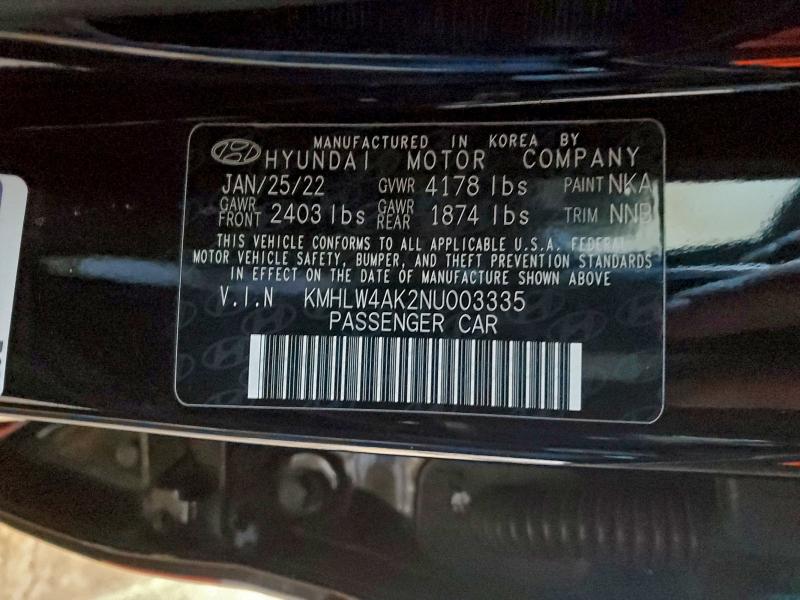 MANUFACTURED IN KOREA BY
HYUNDAI MOTOR COMPANY
JAN/25/22 GVWR 4178 lbs PAINT NKA
GAWR FRONT 2403 lbs GAWR REAR 1874 lbs TRIM NNB
THIS VEHICLE CONFORMS TO ALL APPLICABLE U.S.A. FEDERAL
MOTOR VEHICLE SAFETY, BUMPER, AND THEFT PREVENTION STANDARDS
IN EFFECT ON THE DATE OF MANUFACTURE SHOWN ABOVE
V.I.N KMHLW4AK2NU003335
PASSENGER CAR